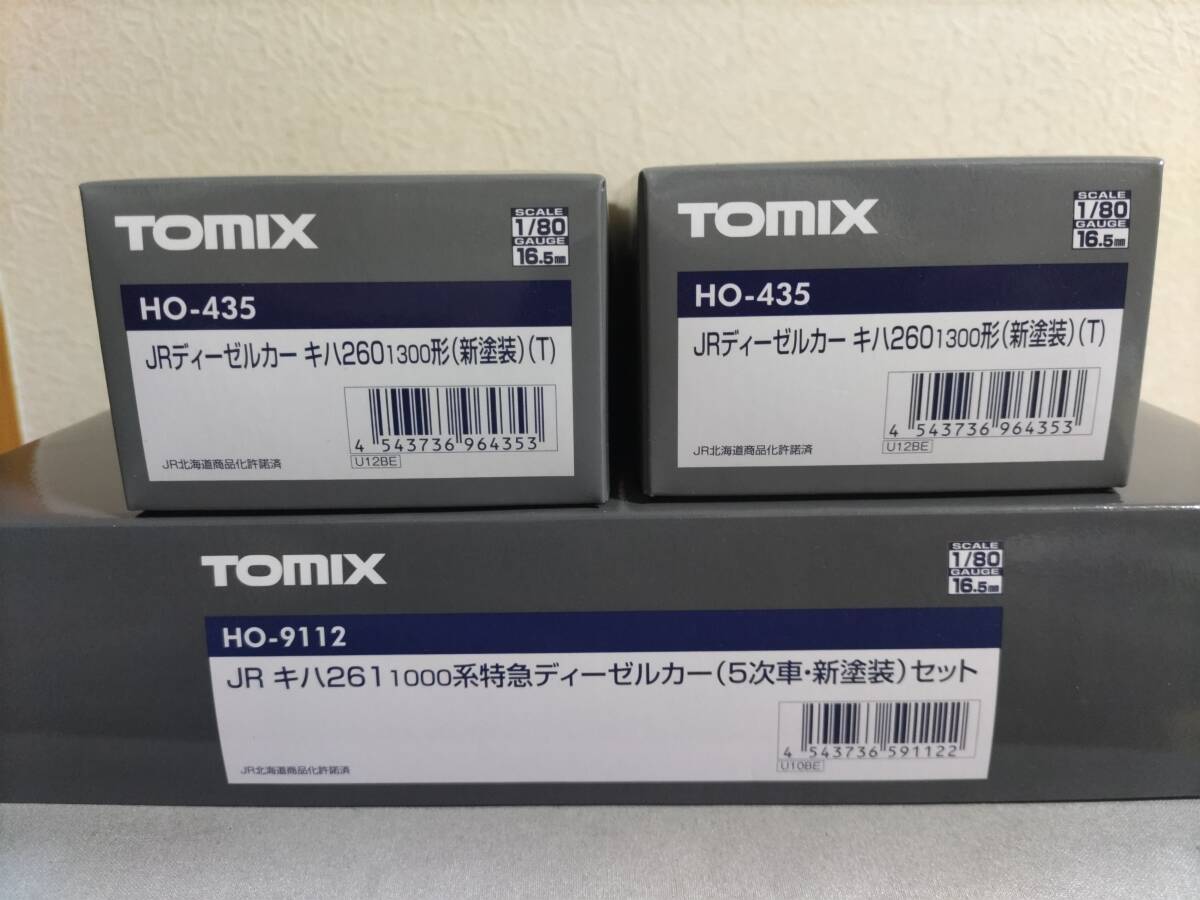 TOMIX
SCALE
1/80
GAUGE
16.5mm
HO-435
JRディーゼルカー キハ260 1300形(新塗装)(T)
4 543736 964353
U12BE
JR北海道商品化許諾済
TOMIX
SCALE
1/80
GAUGE
16.5mm
HO-435
JRディーゼルカー キハ260 1300形(新塗装)(T)
4 543736 964353
U12BE
JR北海道商品化許諾済
TOMIX
SCALE
1/80
GAUGE
16.5mm
HO-9112
JR キハ261 1000系特急ディーゼルカー(5次車・新塗装)セット
4 543736 591122
U10BE
JR北海道商品化許諾済